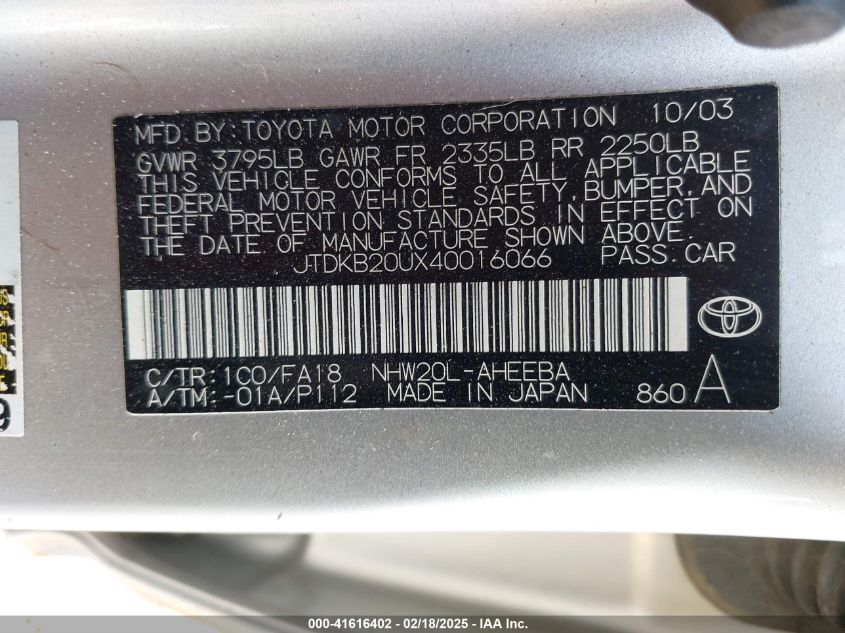 MFD BY: TOYOTA MOTOR CORPORATION 10/03
GVWR 3795LB GAWR FR 2335LB RR 2250LB
THIS VEHICLE CONFORMS TO ALL APPLICABLE
FEDERAL MOTOR VEHICLE SAFETY, BUMPER, AND
THEFT PREVENTION STANDARDS IN EFFECT ON
THE DATE OF MANUFACTURE SHOWN ABOVE.
JTDKB20UX40016066 PASS. CAR
C/TR: 1C0/FA18 NHW20L-AHEEBA
A/TM: -01A/P112 MADE IN JAPAN 860 A
9
000-41616402 - 02/18/2025 - IAA Inc.